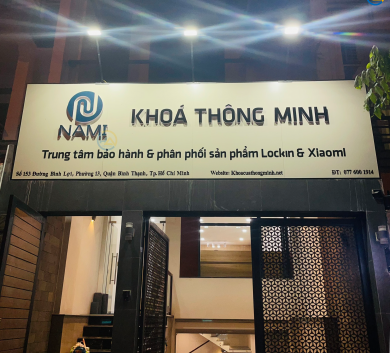 NAMI
KHOÁ THÔNG MINH
Trung tâm bảo hành & phân phối sản phẩm Lockin & Xiaomi
Số 153 Đường Bình Lợi, Phường 13, Quận Bình Thạnh, Tp.Hồ Chí Minh Website: Khoacuathongminh.net ĐT: 077 600 1914